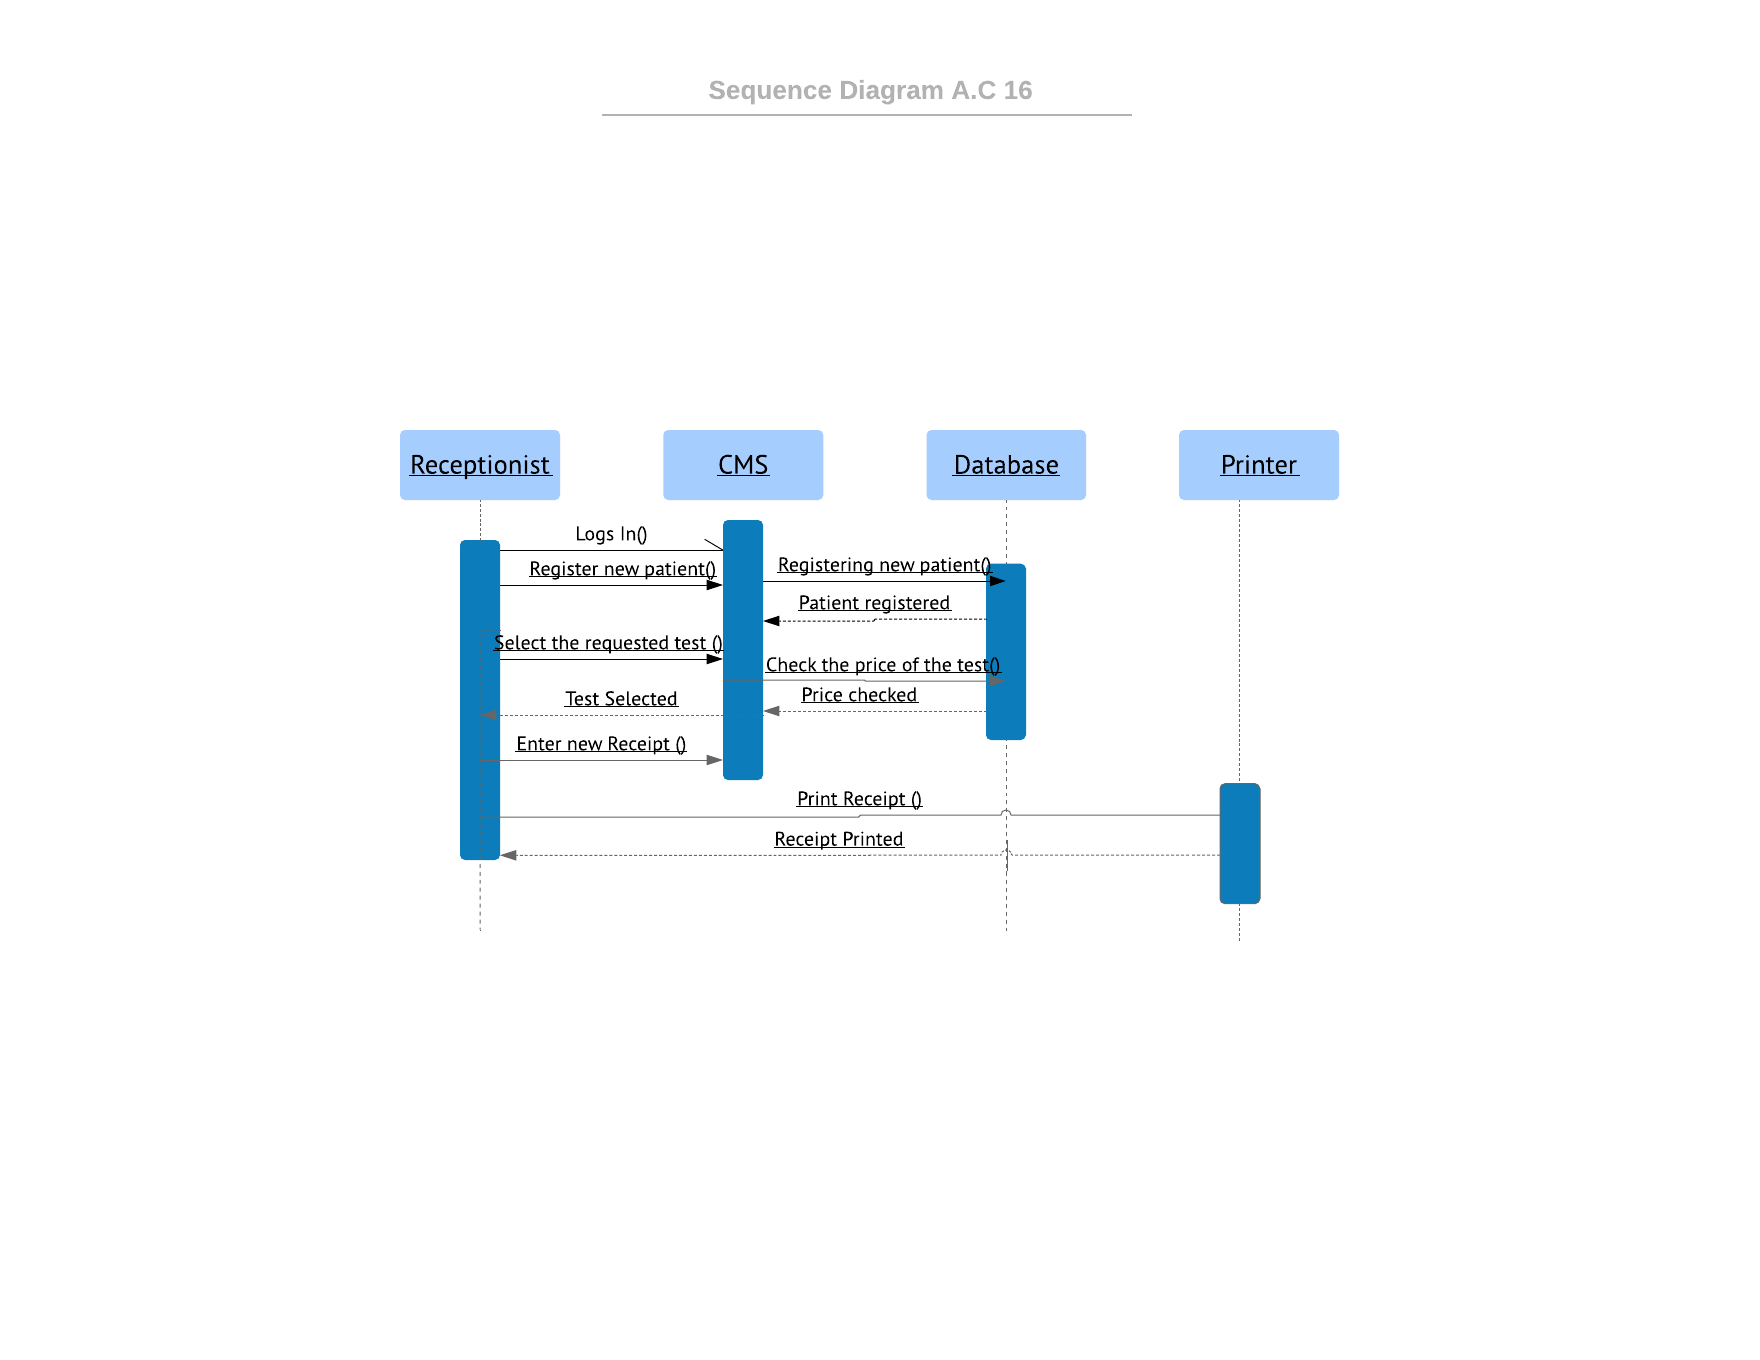 Sequence Diagram A.C 16
Receptionist
CMS
Database
Printer
Logs In()
Register new patient()
Registering new patient()
Patient registered
Select the requested test ()
Check the price of the test()
Test Selected
Price checked
Enter new Receipt ()
Print Receipt ()
Receipt Printed